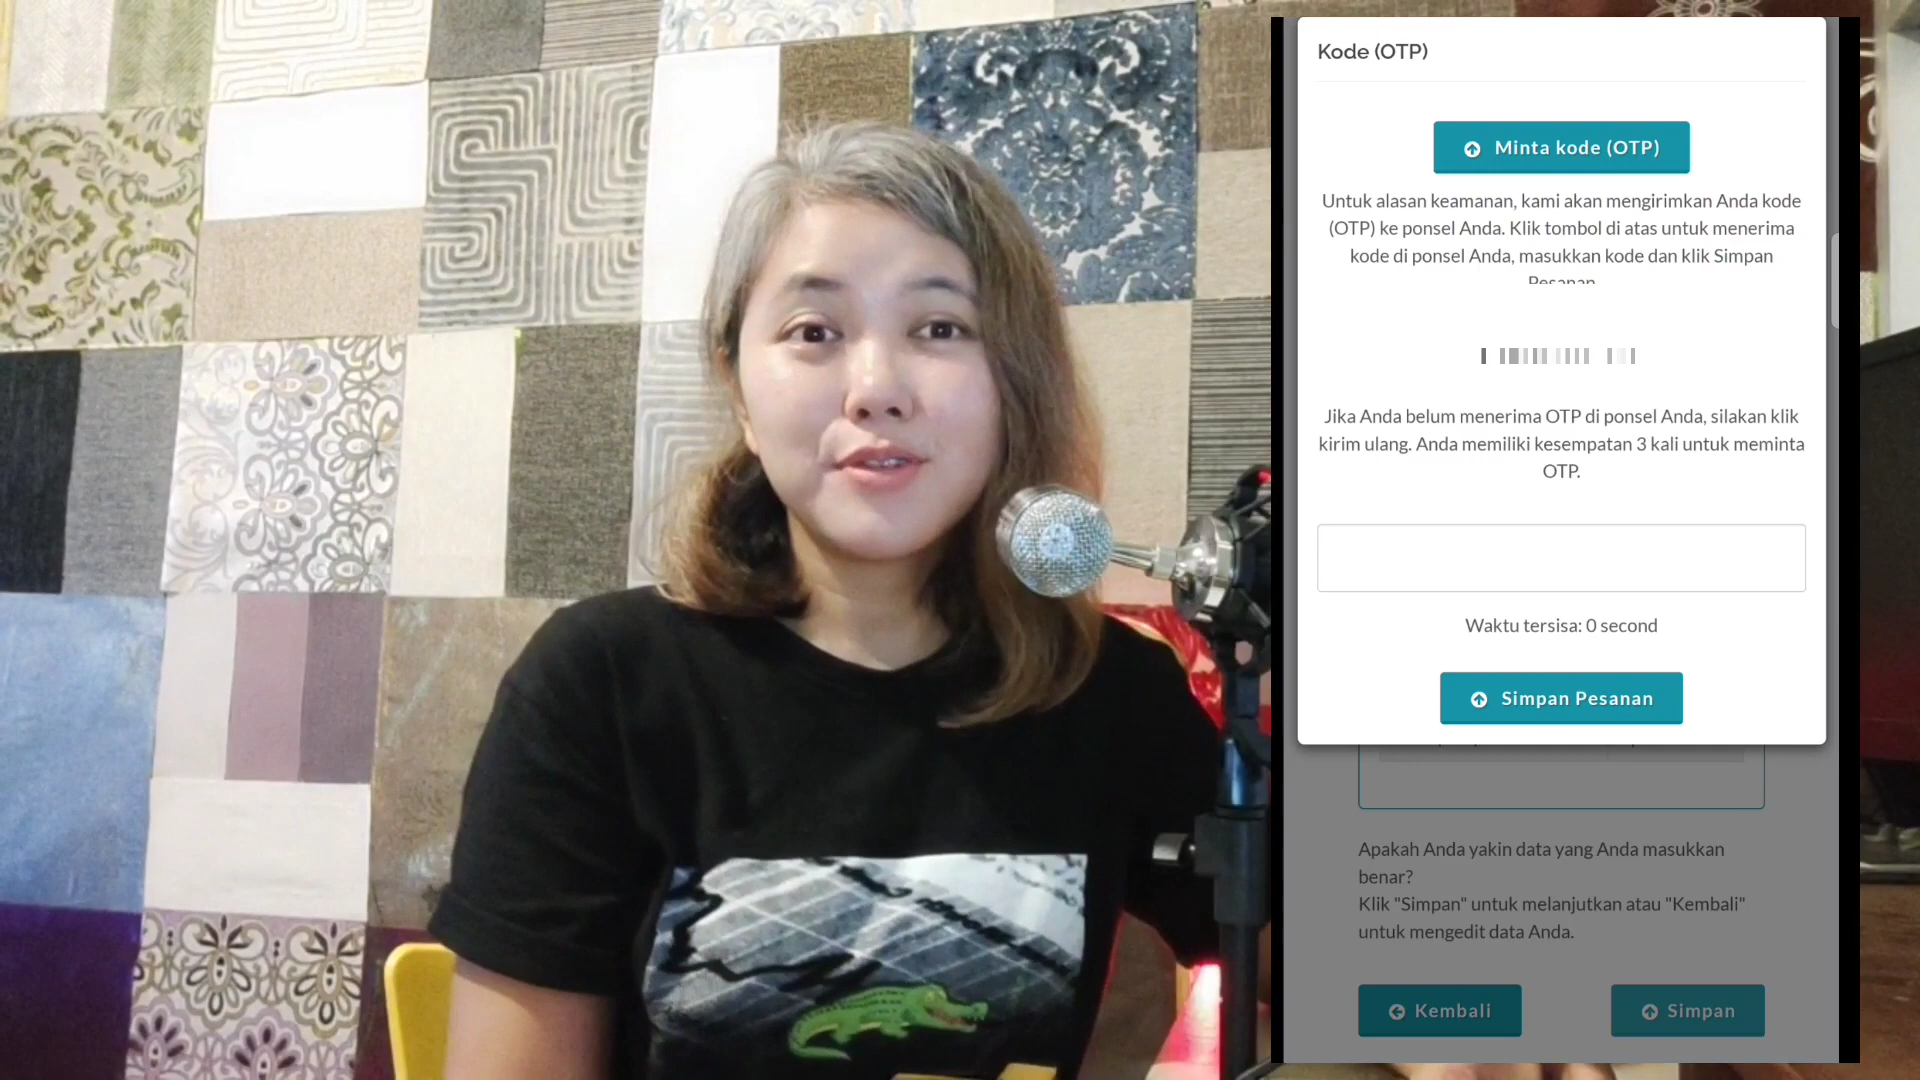 Kode (OTP)
Minta kode (OTP)
Untuk alasan keamanan, kami akan mengirimkan Anda kode
(OTP) ke ponsel Anda. Klik tombol di atas untuk menerima
kode di ponsel Anda, masukkan kode dan klik Simpan
Pesanan
Jika Anda belum menerima OTP di ponsel Anda, silakan klik
kirim ulang. Anda memiliki kesempatan 3 kali untuk meminta
OTP.
Waktu tersisa: 0 second
Simpan Pesanan
Apakah Anda yakin data yang Anda masukkan
benar?
Klik "Simpan" untuk melanjutkan atau "Kembali"
untuk mengedit data Anda.
Kembali
Simpan